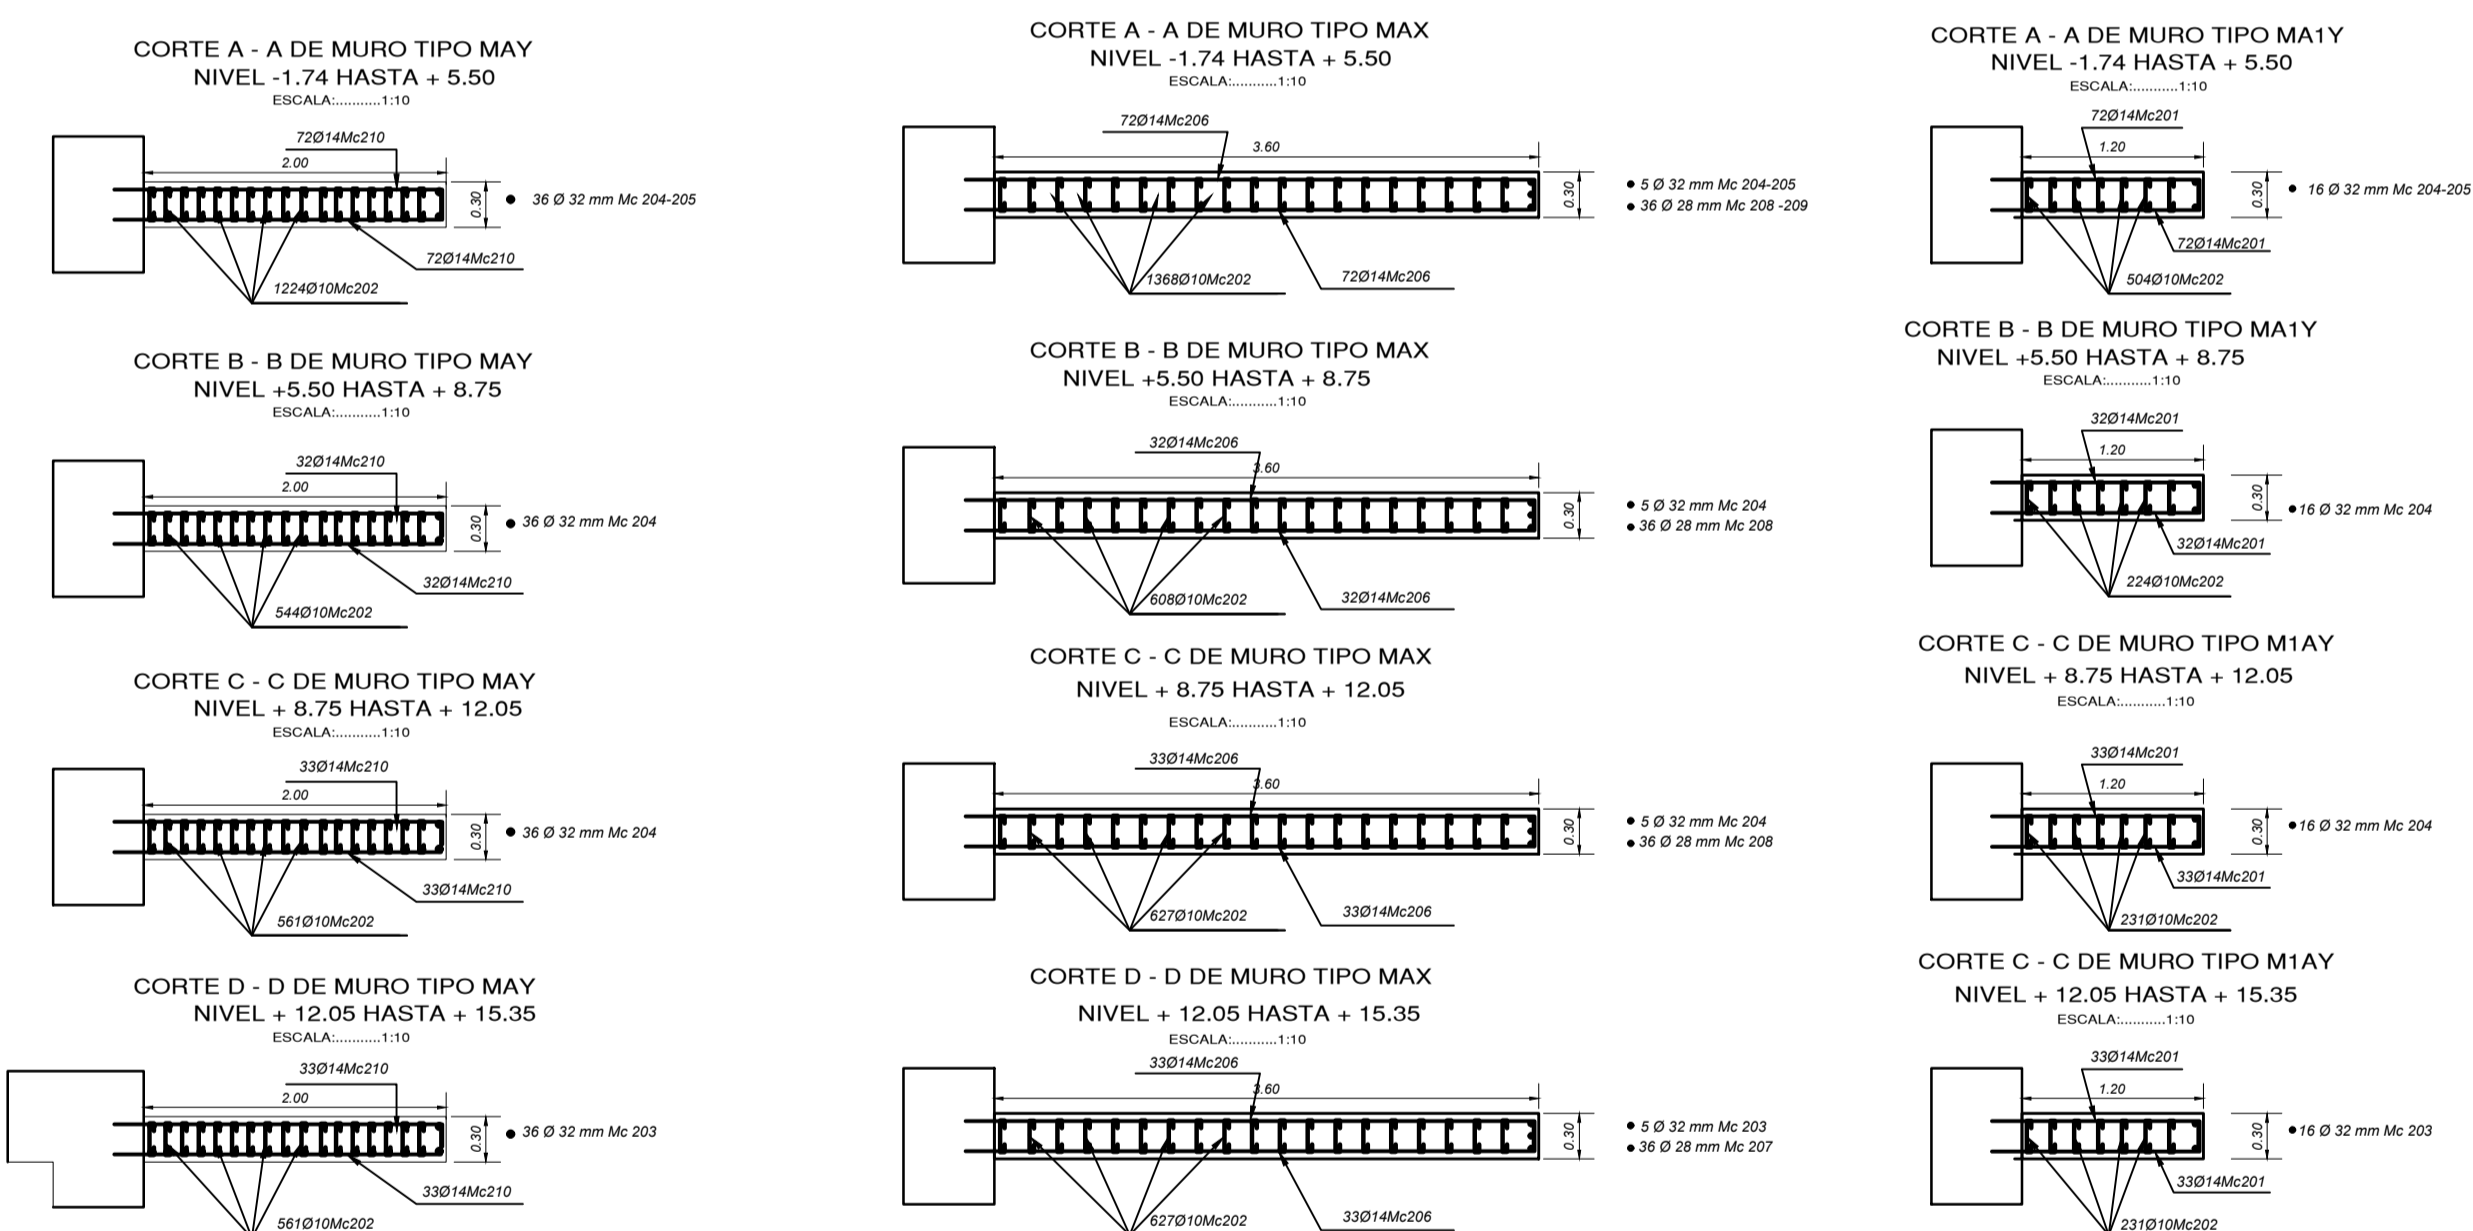 CORTE A - A DE MURO TIPO MAY
NIVEL -1.74 HASTA + 5.50
ESCALA:...........1:10
72Ø14Mc210
2.00
0.30
36 Ø 32 mm Mc 204-205
72Ø14Mc210
1224Ø10Mc202
CORTE A - A DE MURO TIPO MAX
NIVEL -1.74 HASTA + 5.50
ESCALA:...........1:10
72Ø14Mc206
3.60
0.30
5 Ø 32 mm Mc 204-205
36 Ø 28 mm Mc 208 -209
1368Ø10Mc202
72Ø14Mc206
CORTE A - A DE MURO TIPO MA1Y
NIVEL -1.74 HASTA + 5.50
ESCALA:...........1:10
72Ø14Mc201
1.20
0.30
16 Ø 32 mm Mc 204-205
72Ø14Mc201
504Ø10Mc202
CORTE B - B DE MURO TIPO MAY
NIVEL +5.50 HASTA + 8.75
ESCALA:...........1:10
32Ø14Mc210
2.00
0.30
36 Ø 32 mm Mc 204
32Ø14Mc210
544Ø10Mc202
CORTE B - B DE MURO TIPO MAX
NIVEL +5.50 HASTA + 8.75
ESCALA:...........1:10
32Ø14Mc206
3.60
0.30
5 Ø 32 mm Mc 204
36 Ø 28 mm Mc 208
608Ø10Mc202
32Ø14Mc206
CORTE B - B DE MURO TIPO MA1Y
NIVEL +5.50 HASTA + 8.75
ESCALA:...........1:10
32Ø14Mc201
1.20
0.30
16 Ø 32 mm Mc 204
32Ø14Mc201
224Ø10Mc202
CORTE C - C DE MURO TIPO MAY
NIVEL + 8.75 HASTA + 12.05
ESCALA:...........1:10
33Ø14Mc210
2.00
0.30
36 Ø 32 mm Mc 204
33Ø14Mc210
561Ø10Mc202
CORTE C - C DE MURO TIPO MAX
NIVEL + 8.75 HASTA + 12.05
ESCALA:...........1:10
33Ø14Mc206
3.60
0.30
5 Ø 32 mm Mc 204
36 Ø 28 mm Mc 208
627Ø10Mc202
33Ø14Mc206
CORTE C - C DE MURO TIPO M1AY
NIVEL + 8.75 HASTA + 12.05
ESCALA:...........1:10
33Ø14Mc201
1.20
0.30
16 Ø 32 mm Mc 204
33Ø14Mc201
231Ø10Mc202
CORTE D - D DE MURO TIPO MAY
NIVEL + 12.05 HASTA + 15.35
ESCALA:...........1:10
33Ø14Mc210
2.00
0.30
36 Ø 32 mm Mc 203
33Ø14Mc210
561Ø10Mc202
CORTE D - D DE MURO TIPO MAX
NIVEL + 12.05 HASTA + 15.35
ESCALA:...........1:10
33Ø14Mc206
3.60
0.30
5 Ø 32 mm Mc 203
36 Ø 28 mm Mc 207
627Ø10Mc202
33Ø14Mc206
CORTE C - C DE MURO TIPO M1AY
NIVEL + 12.05 HASTA + 15.35
ESCALA:...........1:10
33Ø14Mc201
1.20
0.30
16 Ø 32 mm Mc 203
33Ø14Mc201
231Ø10Mc202